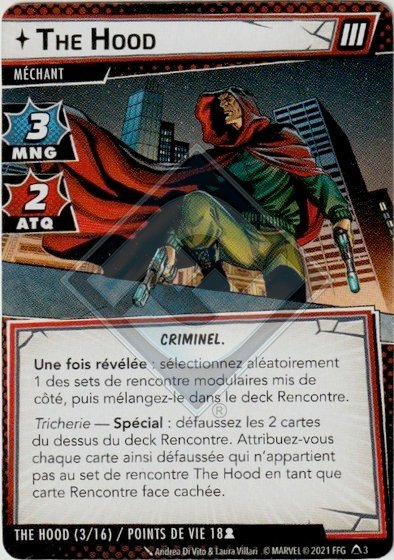 THE HOOD
III
MÉCHANT
3
MNG
2
ATQ
CRIMINEL.
Une fois révélée : sélectionnez aléatoirement
1 des sets de rencontre modulaires mis de
côté, puis mélangez-le dans le deck Rencontre.
Tricherie — Spécial : défaussez les 2 cartes
du dessus du deck Rencontre. Attribuez-vous
chaque carte ainsi défaussée qui n'appartient
pas au set de rencontre The Hood en tant que
carte Rencontre face cachée.
®
THE HOOD (3/16) / POINTS DE VIE 18
Andrea Di Vito & Laura Villari © MARVEL © 2021 FFG 3